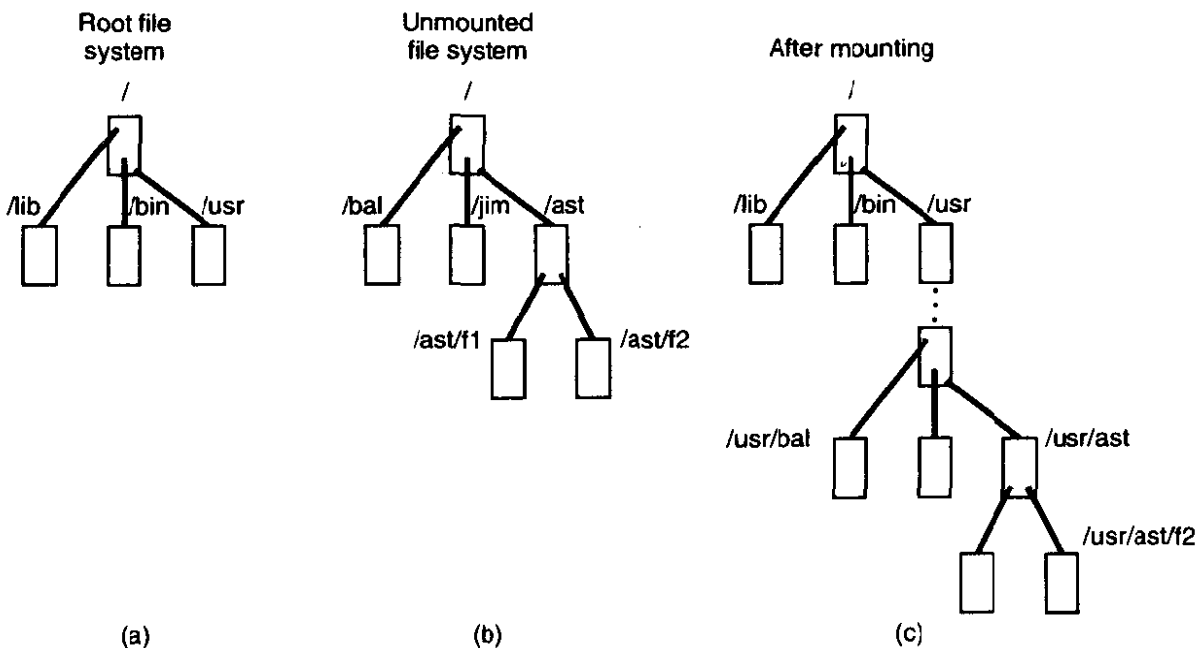 Root file
system
/
/lib
/bin
/usr
(a)
Unmounted
file system
/
/bal
/jim
/ast
/ast/f1
/ast/f2
(b)
After mounting
/
/lib
/bin
/usr
/usr/bal
/usr/ast
/usr/ast/f2
(c)